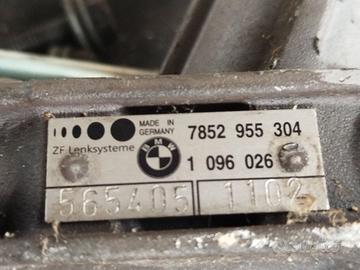 MADE IN
GERMANY
7852 955 304
ZF Lenksysteme
BMW
1 096 026
565405
1102